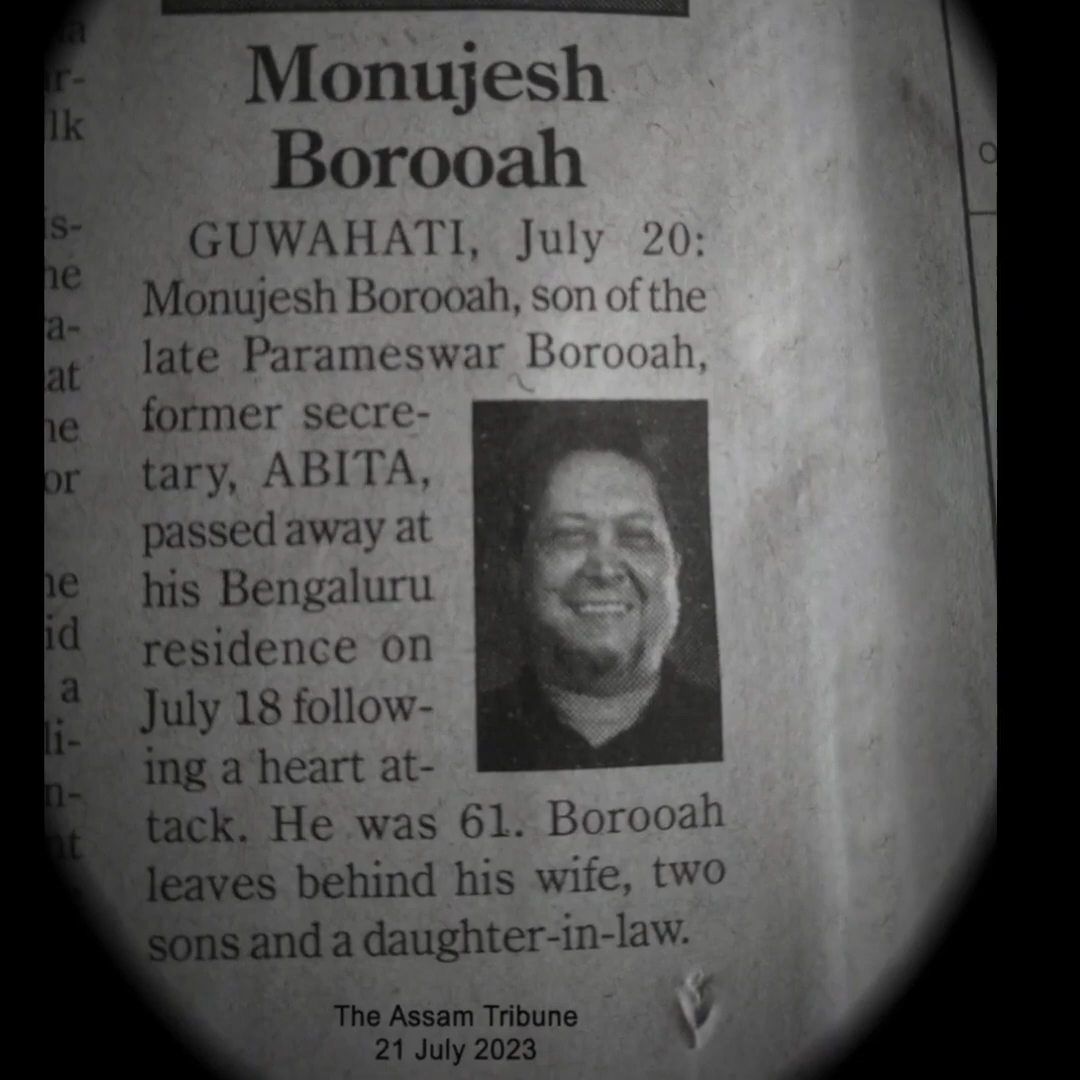 Monujesh
Borooah
GUWAHATI, July 20:
Monujesh Borooah, son of the
late Parameswar Borooah,
former secre-
tary, ABITA,
passed away at
his Bengaluru
residence on
July 18 follow-
ing a heart at-
tack. He was 61. Borooah
leaves behind his wife, two
sons and a daughter-in-law.
The Assam Tribune
21 July 2023